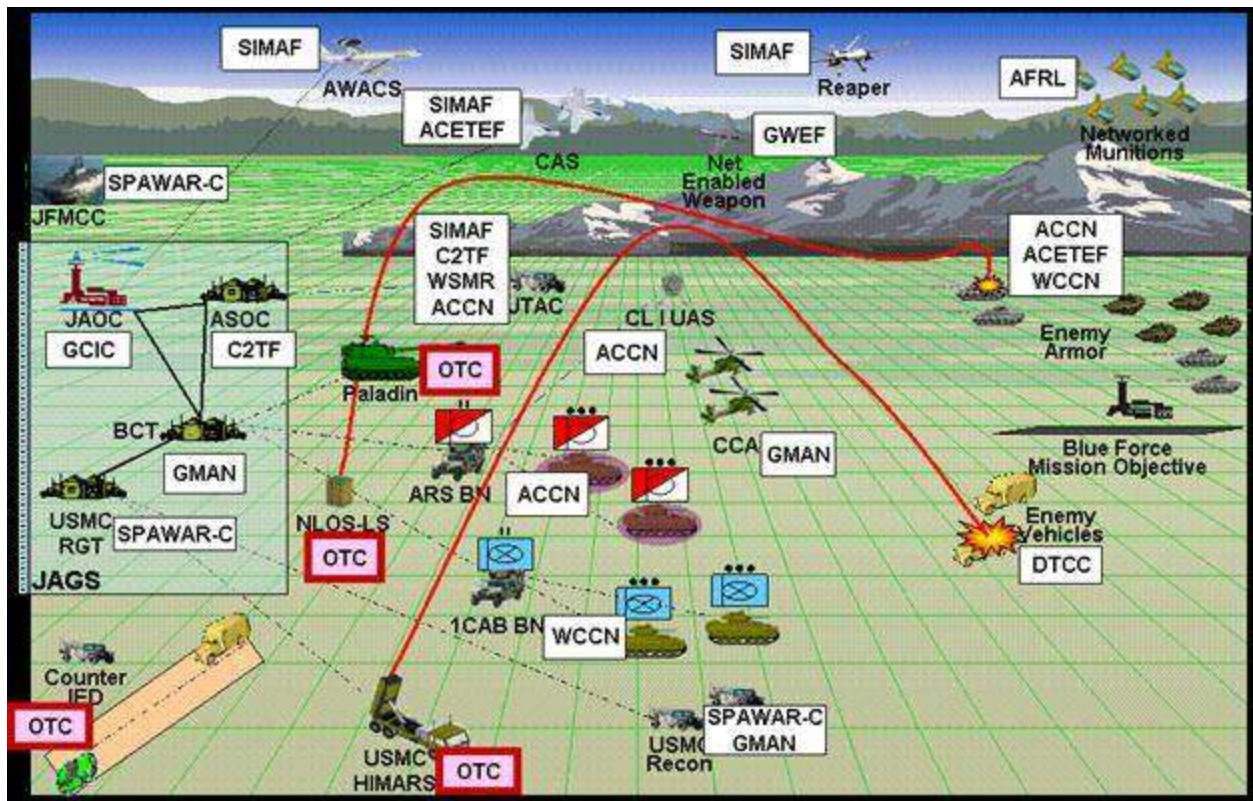 SIMAF
AWACS
SIMAF
Reaper
AFRL
Networked
Munitions
SIMAF
ACETEF
CAS
GWEF
Net
Enabled
Weapon
SPAWAR-C
JFMCC
SIMAF
C2TF
WSMR
ACCN
JTAC
CL I UAS
ACCN
ACETEF
WCCN
Enemy
Armor
JAOC
GCIC
ASOC
C2TF
Paladin
OTC
ACCN
CCA
GMAN
Blue Force
Mission Objective
BCT
GMAN
ARS BN
ACCN
USMC
RGT
SPAWAR-C
JAGS
NLOS-LS
OTC
Enemy
Vehicles
DTCC
1CAB BN
WCCN
Counter
IED
OTC
USMC
HIMARS
OTC
USMC
Recon
SPAWAR-C
GMAN